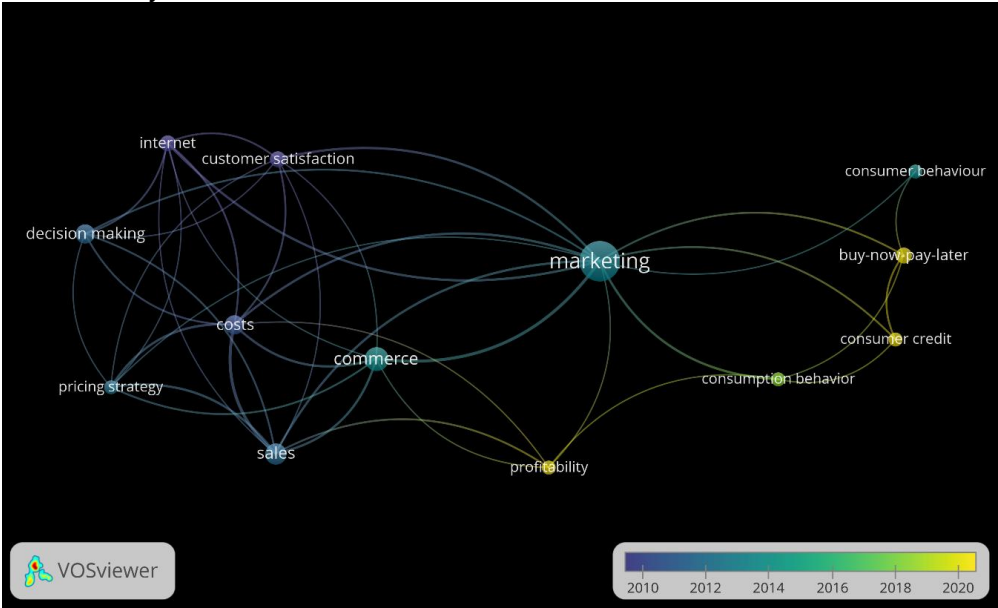 internet
customer satisfaction
consumer behaviour
decision making
marketing
buy-now-pay-later
costs
consumer credit
commerce
consumption behavior
pricing strategy
sales
profitability
VOSviewer
2010 2012 2014 2016 2018 2020